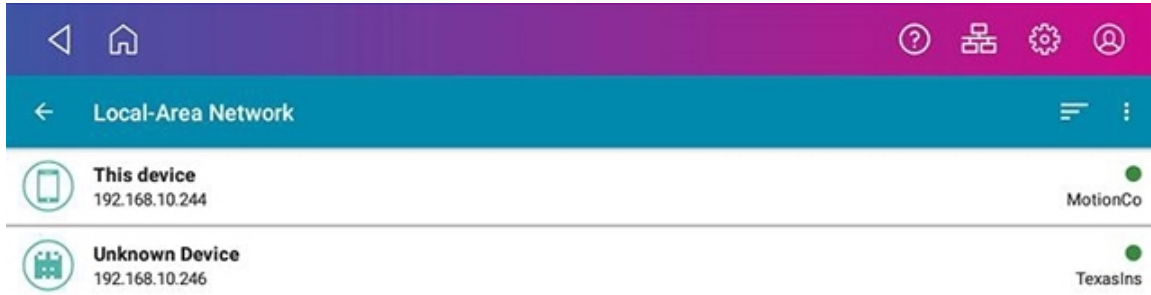 Local-Area Network
This device
192.168.10.244
MotionCo
Unknown Device
192.168.10.246
TexasIns